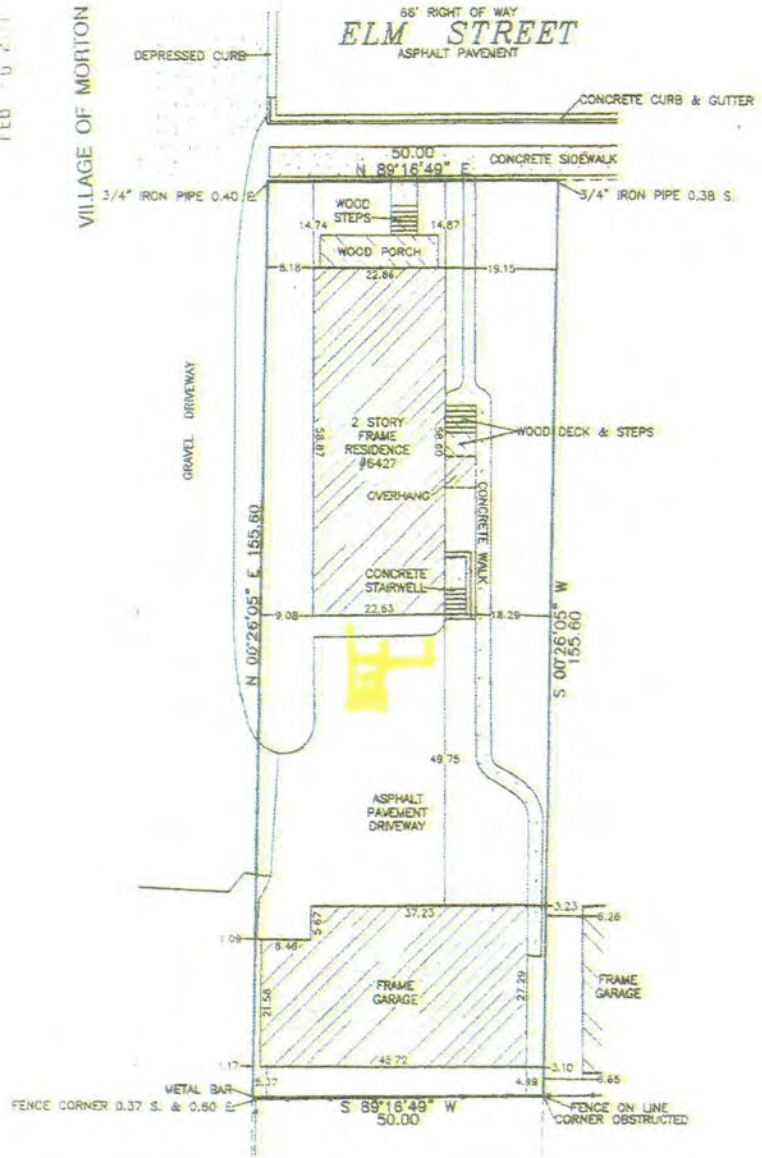 66' RIGHT OF WAY
ELM STREET
ASPHALT PAVEMENT
DEPRESSED CURB
VILLAGE OF MORTON
CONCRETE CURB & GUTTER
50.00
CONCRETE SIDEWALK
N 89°16'49" E
3/4" IRON PIPE 0.40 E.
3/4" IRON PIPE 0.38 S.
WOOD
STEPS
14.74
14.87
WOOD PORCH
8.18
19.15
22.86
GRAVEL DRIVEWAY
2 STORY
FRAME
RESIDENCE
#6427
58.87
58.60
WOOD DECK & STEPS
OVERHANG
CONCRETE WALK
N 00°26'05" E 155.60
CONCRETE
STAIRWELL
9.08
22.63
18.29
S 00°26'05" W
155.60
49.75
ASPHALT
PAVEMENT
DRIVEWAY
37.23
3.23
6.26
5.67
1.09
8.46
21.58
FRAME
GARAGE
27.29
FRAME
GARAGE
1.17
3.10
METAL BAR
5.37
4.99
6.65
FENCE CORNER 0.37 S. & 0.60 E.
S 89°16'49" W
50.00
FENCE ON LINE
CORNER OBSTRUCTED